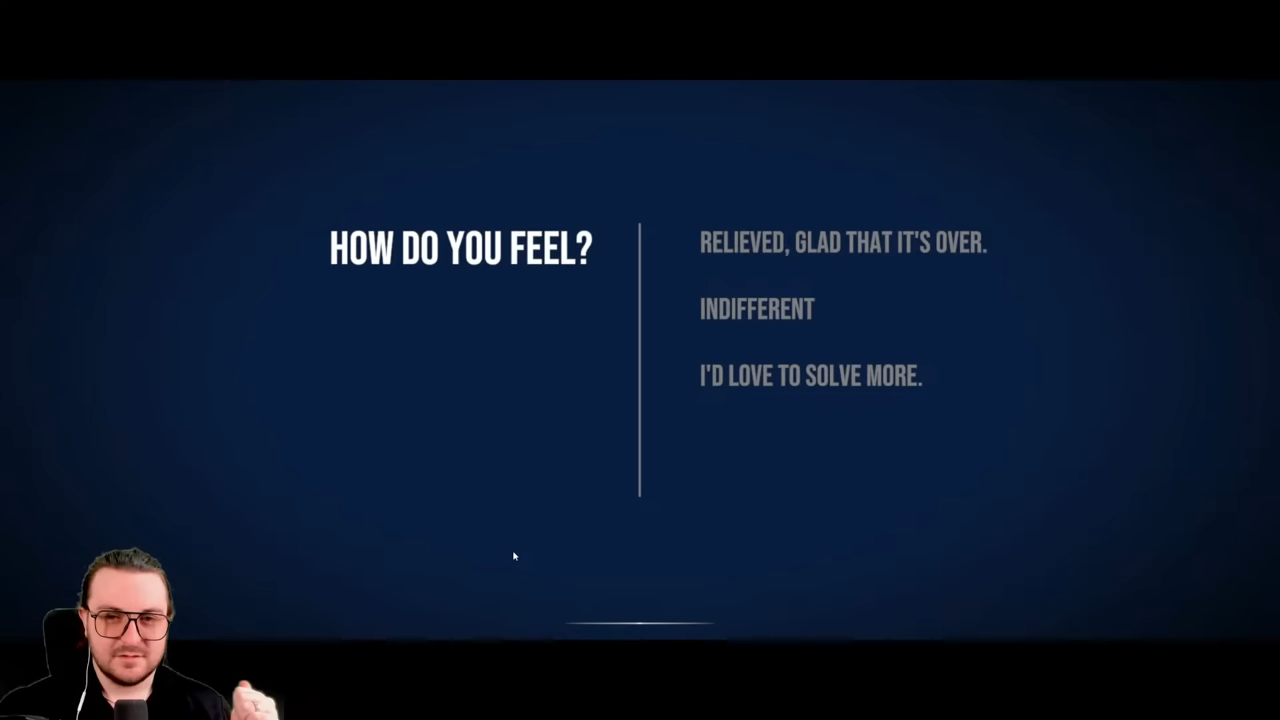 HOW DO YOU FEEL?
RELIEVED, GLAD THAT IT'S OVER.
INDIFFERENT
I'D LOVE TO SOLVE MORE.